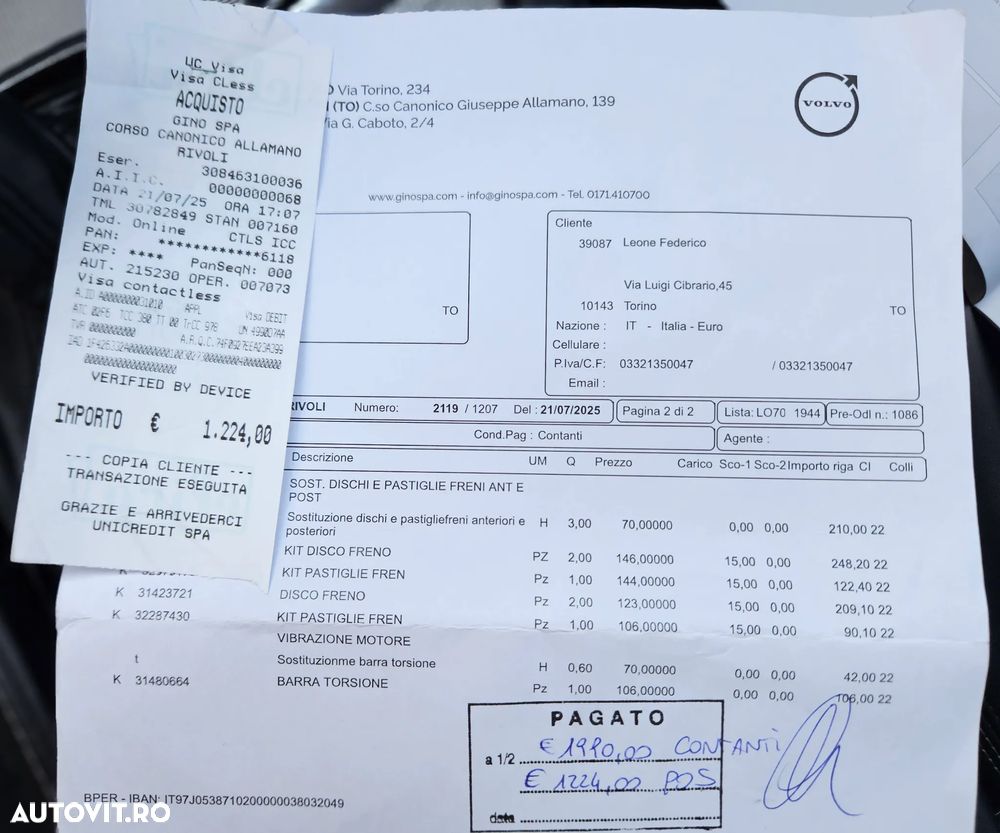 UC Visa
Visa CLess
ACQUISTO
GINO SPA
CORSO CANONICO ALLAMANO
RIVOLI
Eser. 308463100036
A.I.I.C. 00000000068
DATA 21/07/25 ORA 17:07
TML 30782849 STAN 007160
Mod. Online CTLS ICC
PAN: ************6118
EXP: **** PanSeqN: 000
AUT. 215230 OPER. 007073
Visa contactless
A.ID A0000000031010 APPL Visa DEBIT
VERIFIED BY DEVICE
IMPORTO € 1.224,00
--- COPIA CLIENTE ---
TRANSAZIONE ESEGUITA
GRAZIE E ARRIVEDERCI
UNICREDIT SPA
Via Torino, 234
(TO) C.so Canonico Giuseppe Allamano, 139
Via G. Caboto, 2/4
VOLVO
www.ginospa.com - info@ginospa.com - Tel. 0171.410700
TO
Cliente
39087 Leone Federico
Via Luigi Cibrario,45
10143 Torino TO
Nazione : IT - Italia - Euro
Cellulare :
P.Iva/C.F: 03321350047 / 03321350047
Email :
RIVOLI Numero: 2119 / 1207 Del : 21/07/2025 Pagina 2 di 2 Lista: LO70 1944 Pre-Odl n.: 1086
Cond.Pag : Contanti Agente :
Descrizione UM Q Prezzo Carico Sco-1 Sco-2 Importo riga CI Colli
SOST. DISCHI E PASTIGLIE FRENI ANT E
POST
Sostituzione dischi e pastigliefreni anteriori e H 3,00 70,00000 0,00 0,00 210,00 22
posteriori
KIT DISCO FRENO PZ 2,00 146,00000 15,00 0,00 248,20 22
KIT PASTIGLIE FREN Pz 1,00 144,00000 15,00 0,00 122,40 22
K 31423721 DISCO FRENO Pz 2,00 123,00000 15,00 0,00 209,10 22
K 32287430 KIT PASTIGLIE FREN Pz 1,00 106,00000 15,00 0,00 90,10 22
VIBRAZIONE MOTORE
t Sostituzionme barra torsione H 0,60 70,00000 0,00 0,00 42,00 22
K 31480664 BARRA TORSIONE Pz 1,00 106,00000 0,00 0,00 106,00 22
PAGATO
a 1/2 € 1990,00 CONTANTI
€ 1224,00 POS
data
BPER - IBAN: IT97J0538710200000038032049
AUTOVIT.RO